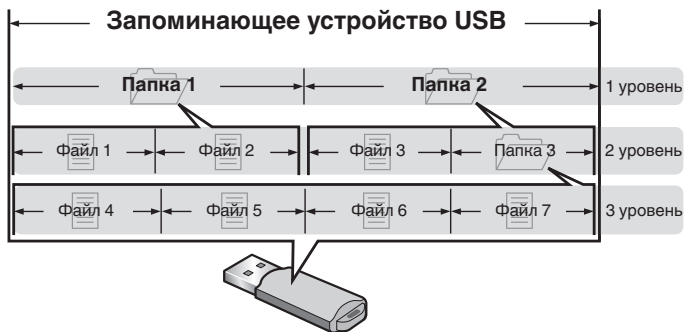 Запоминающее устройство USB
Папка 1 Папка 2 1 уровень
Файл 1 Файл 2 Файл 3 Папка 3 2 уровень
Файл 4 Файл 5 Файл 6 Файл 7 3 уровень